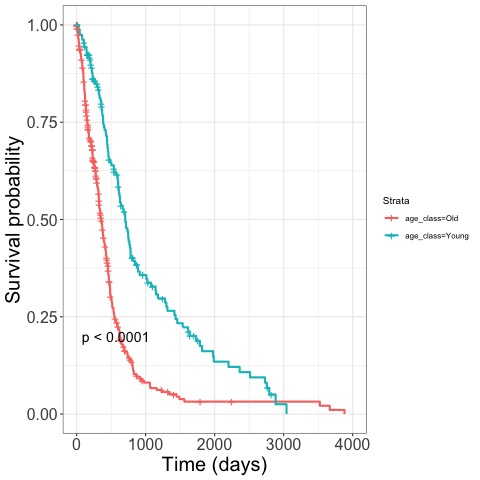 1.00
0.75
0.50
0.25
0.00
Survival probability
p < 0.0001
0
1000
2000
3000
4000
Time (days)
Strata
age_class=Old
age_class=Young